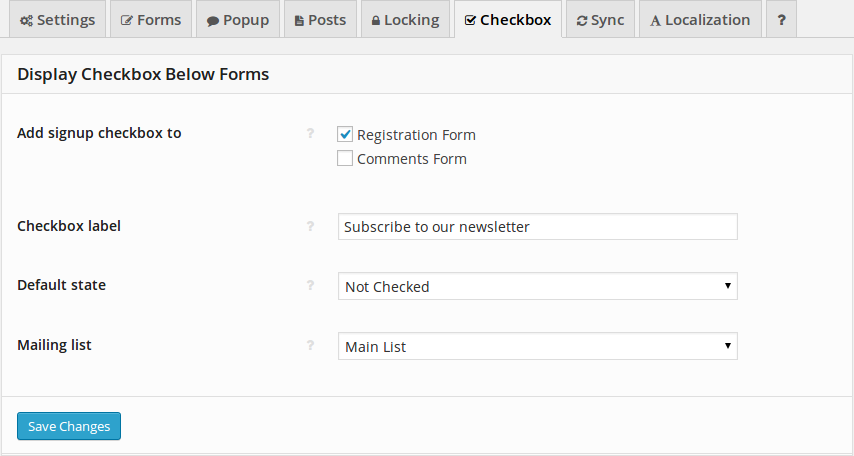 Settings Forms Popup Posts Locking Checkbox Sync Localization ?
Display Checkbox Below Forms
Add signup checkbox to ? Registration Form
Comments Form
Checkbox label ? Subscribe to our newsletter
Default state ? Not Checked
Mailing list ? Main List
Save Changes